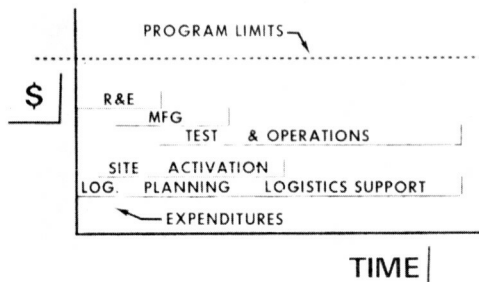 PROGRAM LIMITS
$
R&E
MFG
TEST & OPERATIONS
SITE ACTIVATION
LOG. PLANNING LOGISTICS SUPPORT
EXPENDITURES
TIME